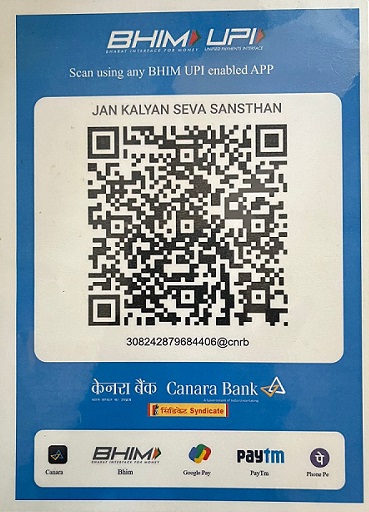 BHIM UPI
BHARAT INTERFACE FOR MONEY UNIFIED PAYMENTS INTERFACE
Scan using any BHIM UPI enabled APP
JAN KALYAN SEVA SANSTHAN
308242879684406@cnrb
केनरा बैंक Canara Bank
सिंडिकेट Syndicate
BHIM
BHARAT INTERFACE FOR MONEY
paytm
Canara Bhim Google Pay PayTm Phone Pe